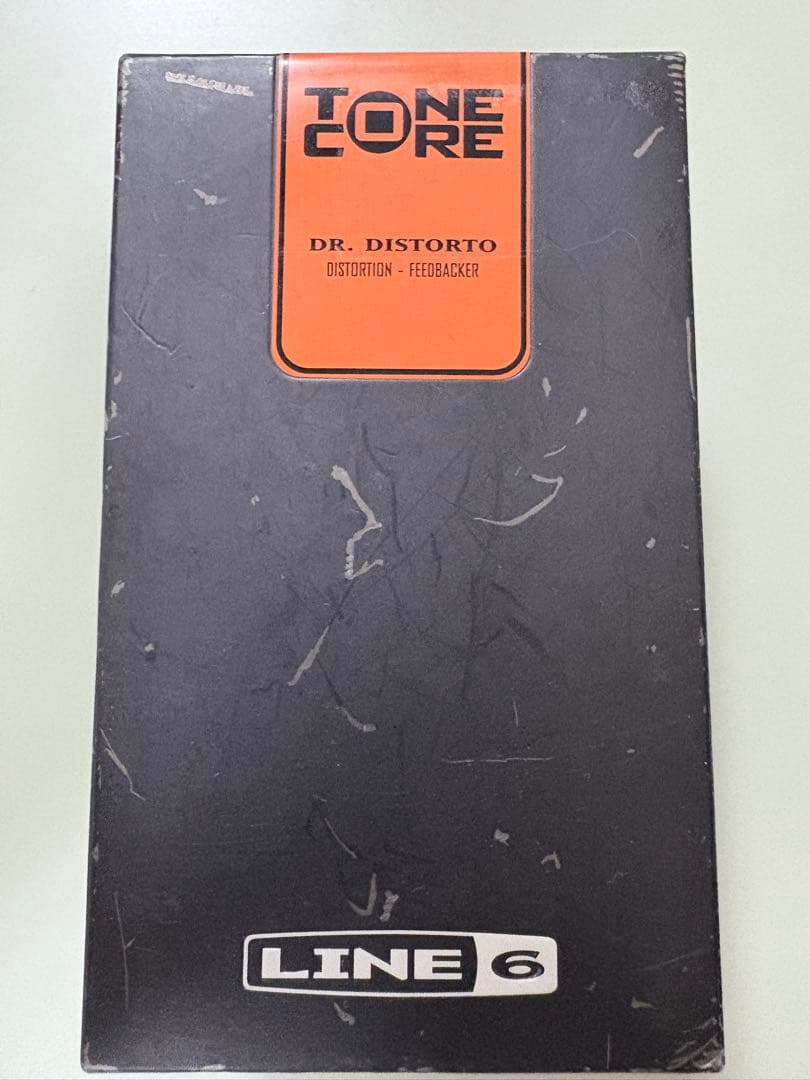 TONE
CORE
DR. DISTORTO
DISTORTION - FEEDBACKER
LINE 6